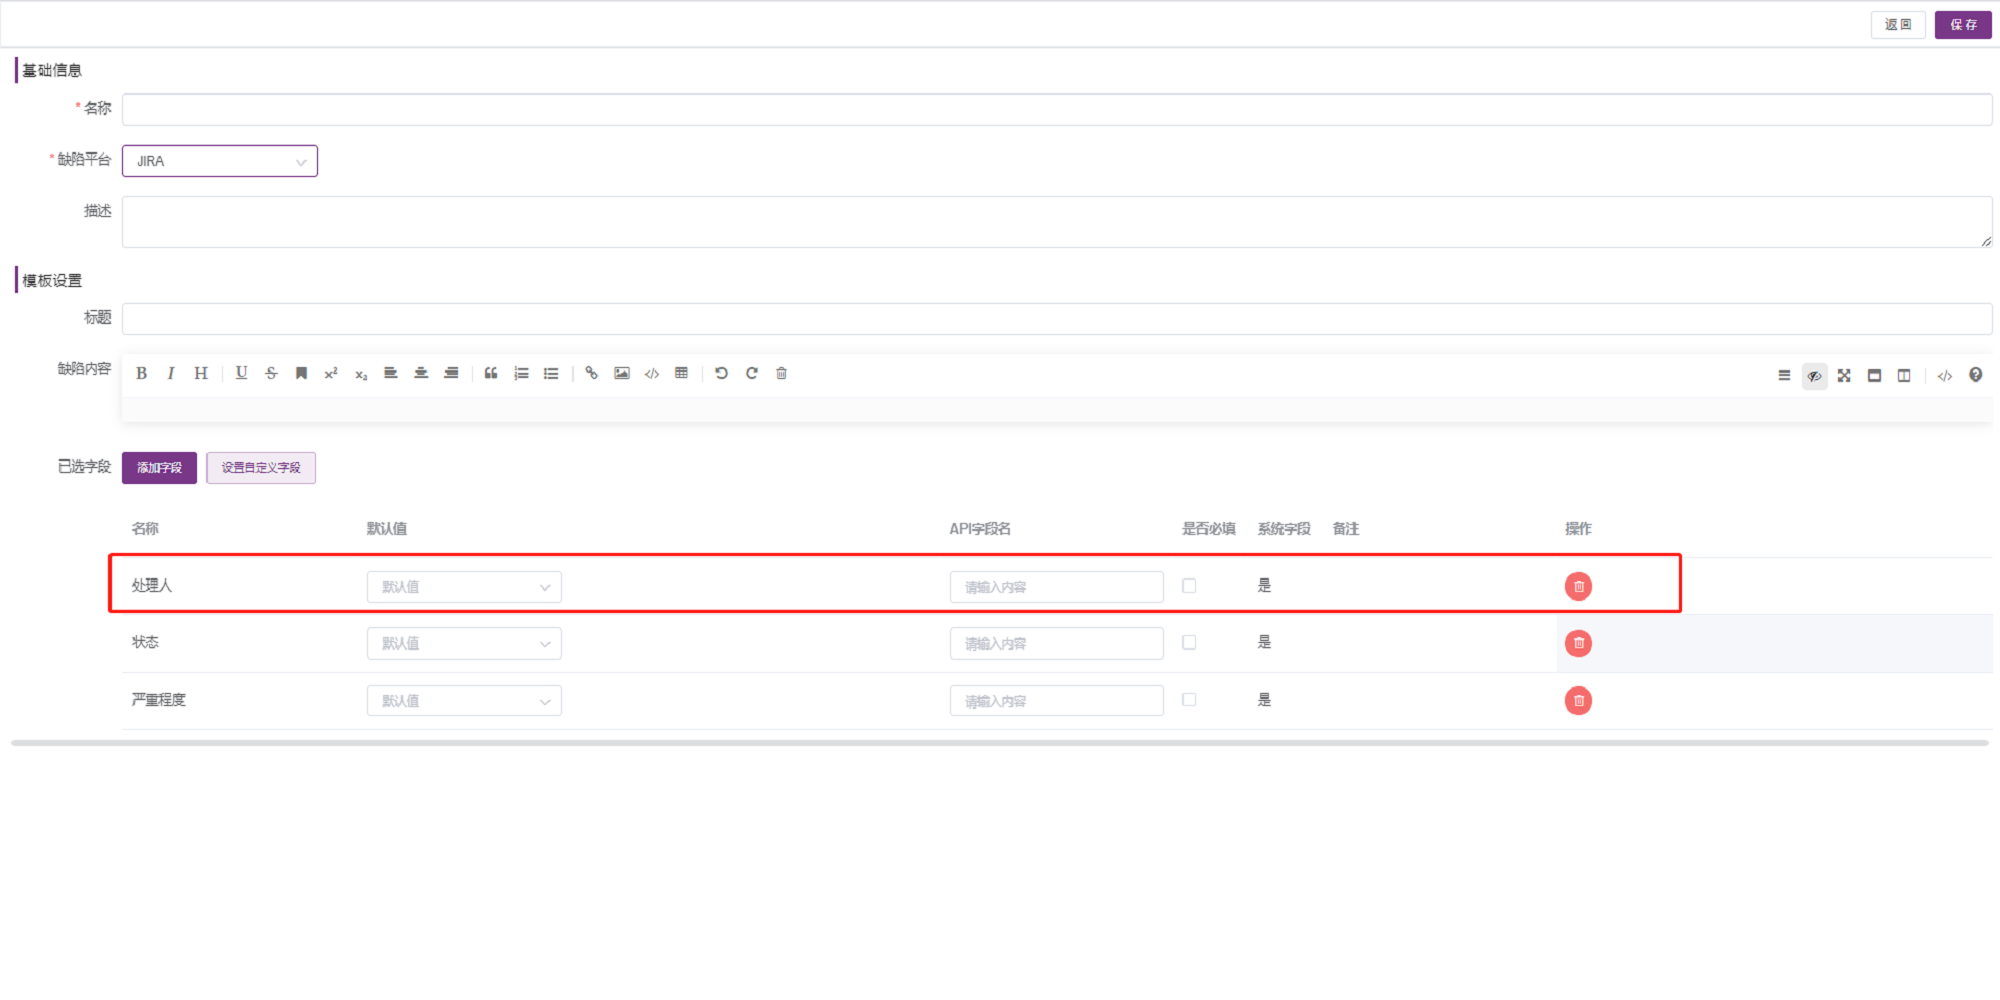 返回 保存
基础信息
* 名称
* 缺陷平台 JIRA
描述
模板设置
标题
缺陷内容 B I H U S x² x₂
已选字段 添加字段 设置自定义字段
名称 默认值 API字段名 是否必填 系统字段 备注 操作
处理人 默认值 请输入内容 是
状态 默认值 请输入内容 是
严重程度 默认值 请输入内容 是